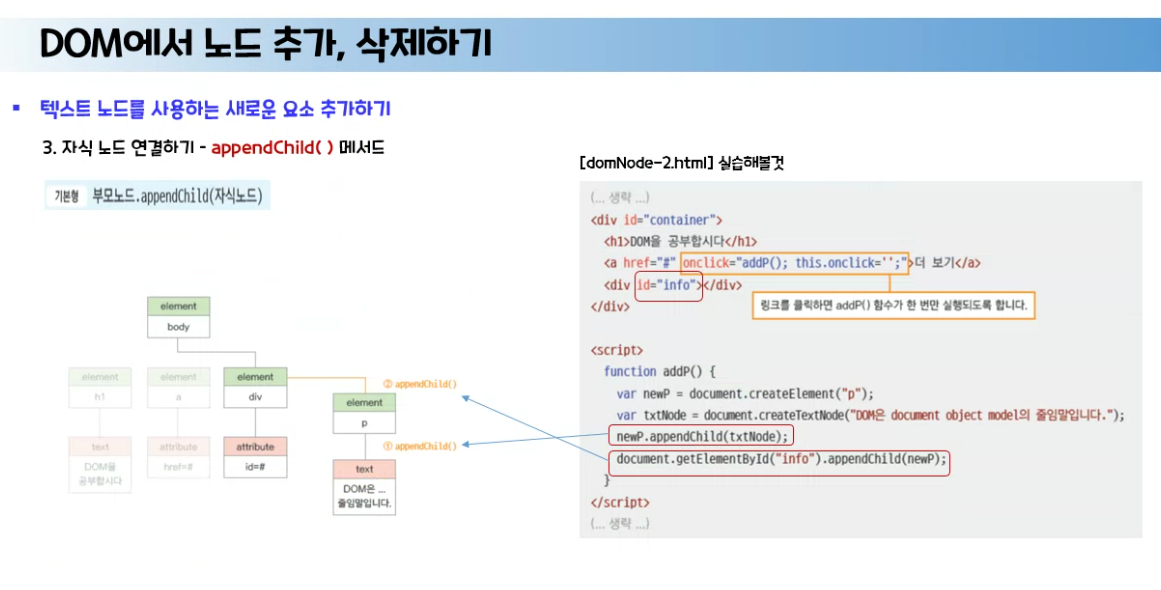 DOM에서 노드 추가, 삭제하기
▪ 텍스트 노드를 사용하는 새로운 요소 추가하기
3. 자식 노드 연결하기 - appendChild( ) 메서드
기본형 부모노드.appendChild(자식노드)
element
body
element
h1
element
a
element
div
② appendChild()
element
p
text
DOM을
공부합시다
attribute
href=#
attribute
id=#
① appendChild()
text
DOM은 ...
줄임말입니다.
[domNode-2.html] 실습해볼것
(... 생략 ...)
<div id="container">
<h1>DOM을 공부합시다</h1>
<a href="#" onclick="addP(); this.onclick='';">더 보기</a>
<div id="info"></div>
</div>
링크를 클릭하면 addP() 함수가 한 번만 실행되도록 합니다.
<script>
function addP() {
var newP = document.createElement("p");
var txtNode = document.createTextNode("DOM은 document object model의 줄임말입니다.");
newP.appendChild(txtNode);
document.getElementById("info").appendChild(newP);
}
</script>
(... 생략 ...)